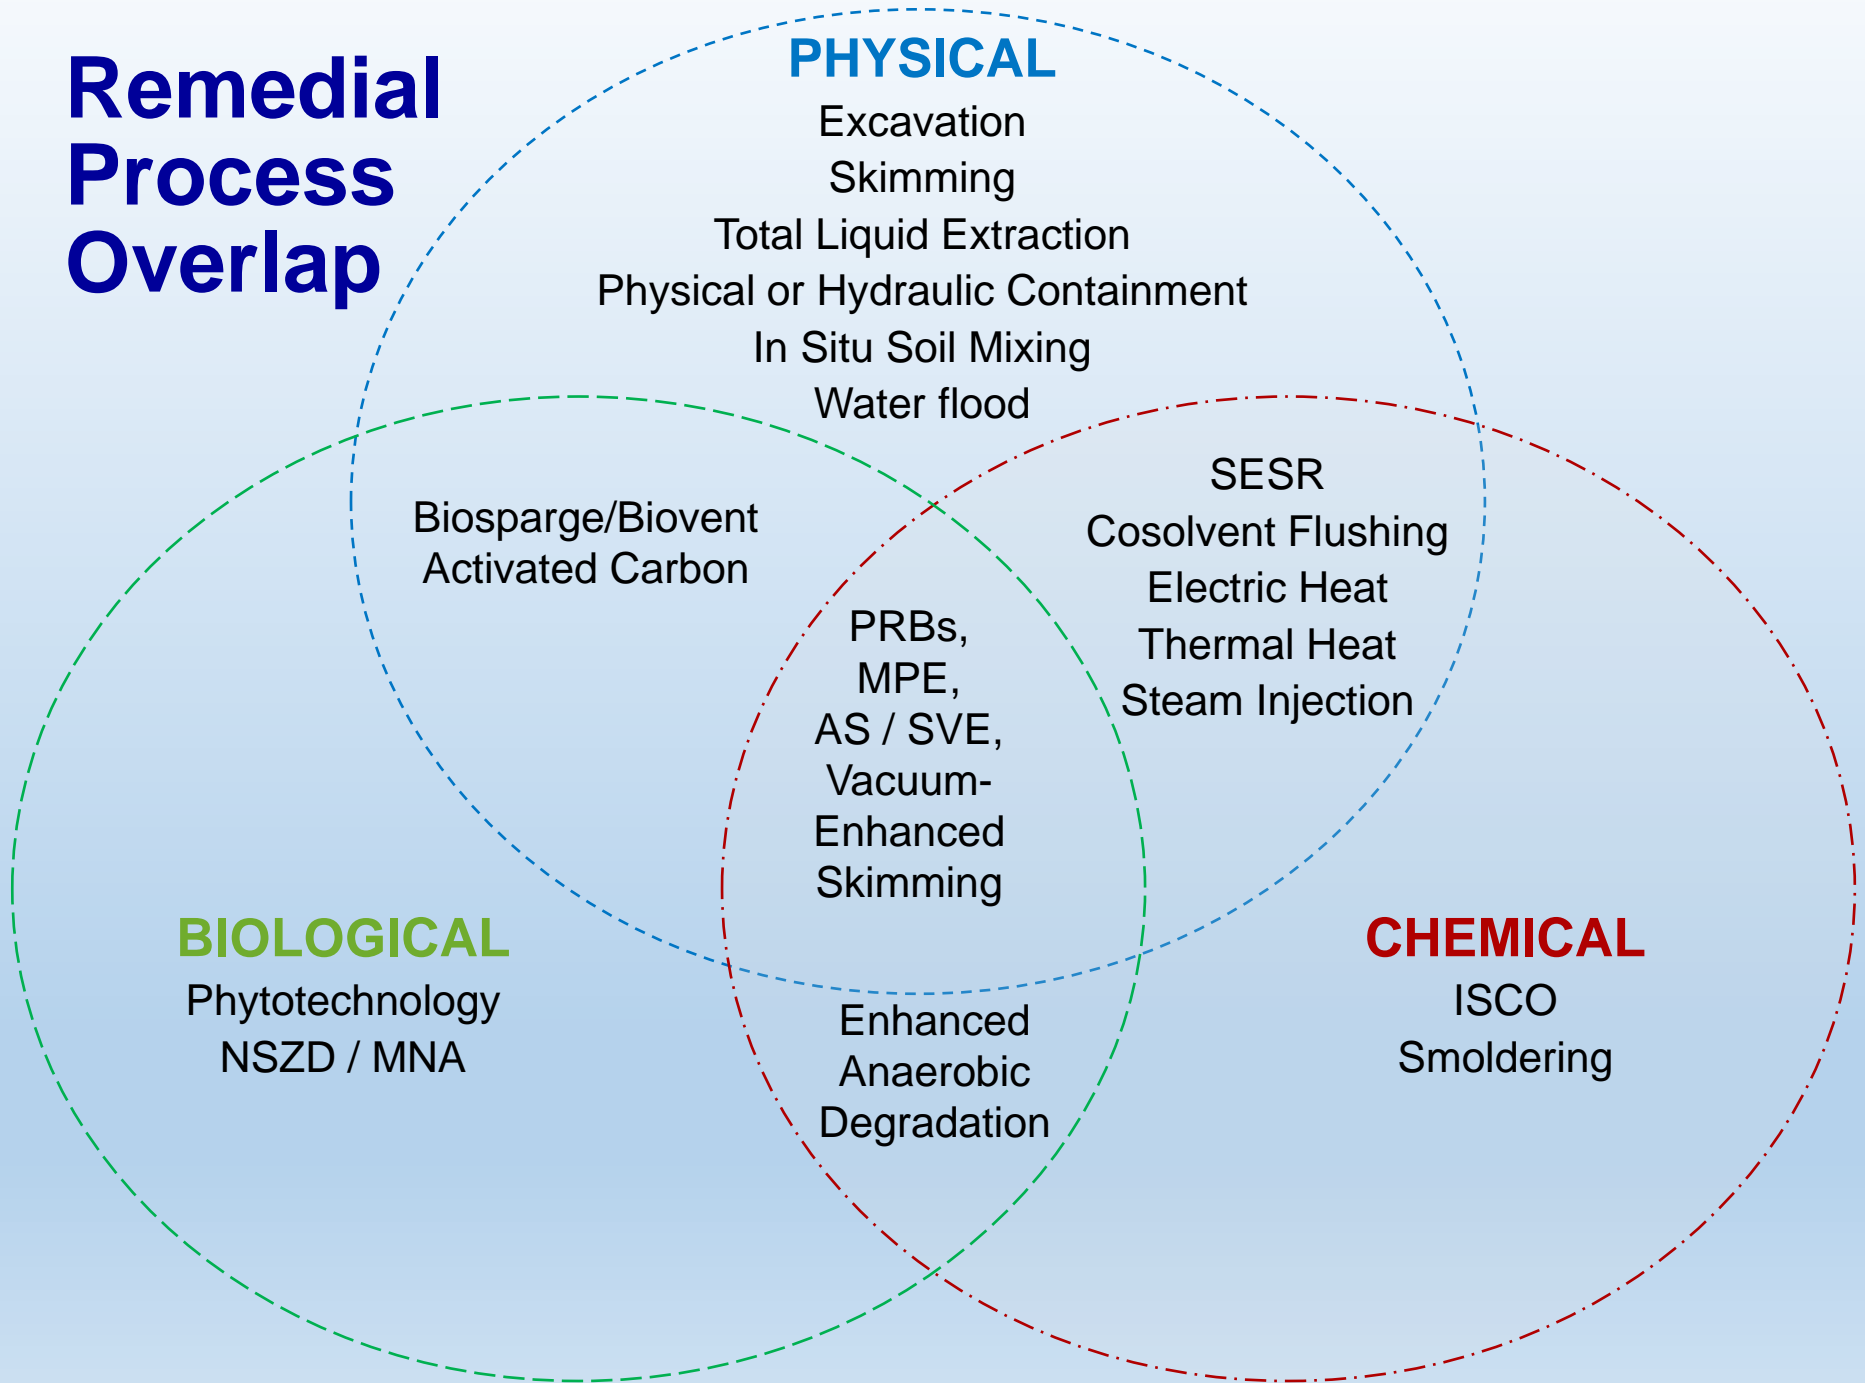 Remedial
Process
Overlap
PHYSICAL
Excavation
Skimming
Total Liquid Extraction
Physical or Hydraulic Containment
In Situ Soil Mixing
Water flood
Biosparge/Biovent
Activated Carbon
SESR
Cosolvent Flushing
Electric Heat
Thermal Heat
Steam Injection
PRBs,
MPE,
AS / SVE,
Vacuum-
Enhanced
Skimming
BIOLOGICAL
Phytotechnology
NSZD / MNA
Enhanced
Anaerobic
Degradation
CHEMICAL
ISCO
Smoldering